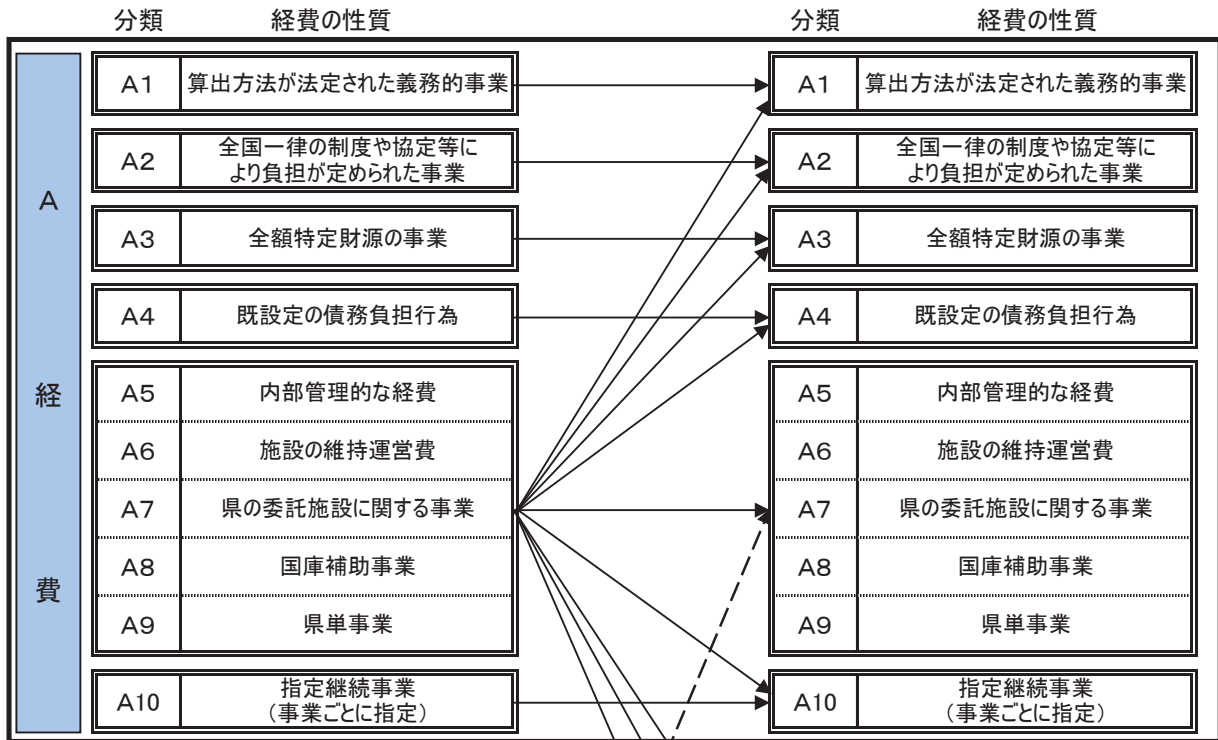 分類 経費の性質 分類 経費の性質
A 経 費
A1 算出方法が法定された義務的事業
A2 全国一律の制度や協定等に
より負担が定められた事業
A3 全額特定財源の事業
A4 既設定の債務負担行為
A5 内部管理的な経費
A6 施設の維持運営費
A7 県の委託施設に関する事業
A8 国庫補助事業
A9 県単事業
A10 指定継続事業
（事業ごとに指定）
A1 算出方法が法定された義務的事業
A2 全国一律の制度や協定等に
より負担が定められた事業
A3 全額特定財源の事業
A4 既設定の債務負担行為
A5 内部管理的な経費
A6 施設の維持運営費
A7 県の委託施設に関する事業
A8 国庫補助事業
A9 県単事業
A10 指定継続事業
（事業ごとに指定）